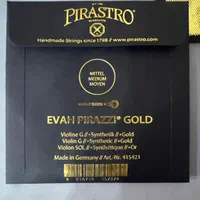 PIRASTRO
Handmade Strings since 1798 // www.pirastro.com
MITTEL
MEDIUM
MOYEN
EVAH PIRAZZI® GOLD
Violine G // Synthetik // Gold
Violin G // Synthetic // Gold
Violon SOL // Synthétique // Or
Made in Germany // Art.-Nr. 415421